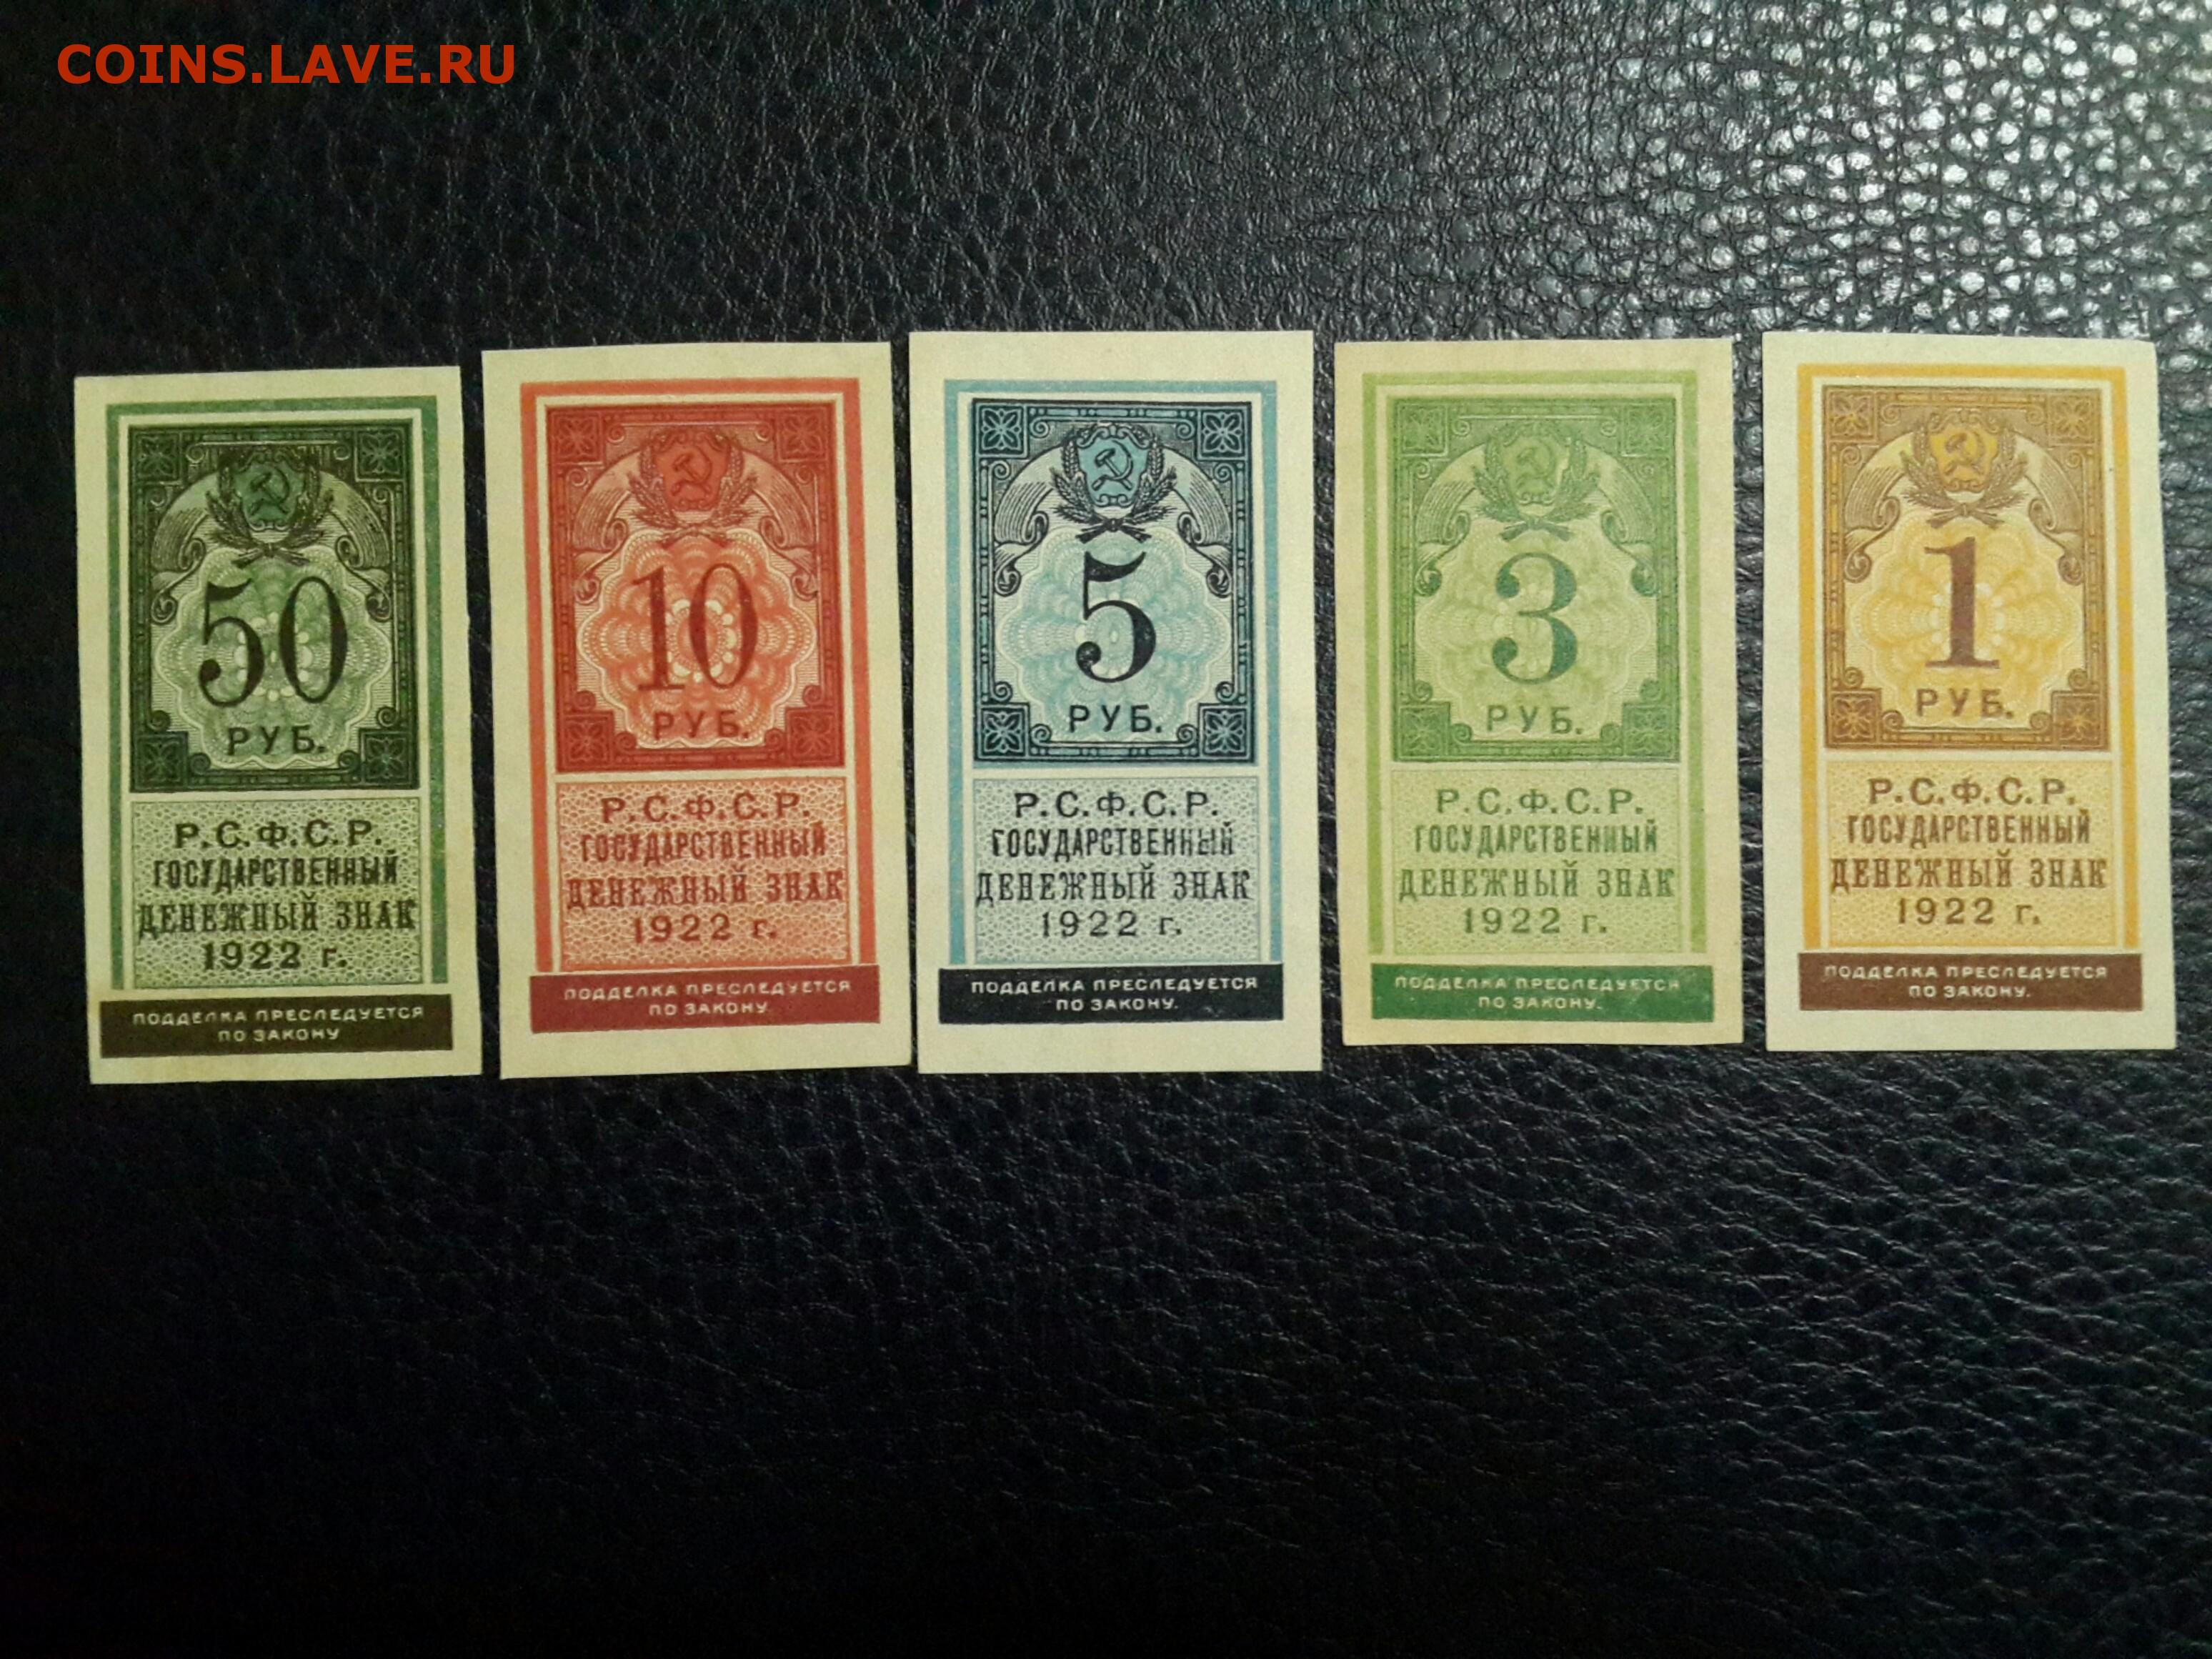 COINS.LAVE.RU
50
РУБ.
Р.С.Ф.С.Р.
ГОСУДАРСТВЕННЫЙ
ДЕНЕЖНЫЙ ЗНАК
1922 г.
ПОДДЕЛКА ПРЕСЛЕДУЕТСЯ
ПО ЗАКОНУ
10
РУБ.
Р.С.Ф.С.Р.
ГОСУДАРСТВЕННЫЙ
ДЕНЕЖНЫЙ ЗНАК
1922 г.
ПОДДЕЛКА ПРЕСЛЕДУЕТСЯ
ПО ЗАКОНУ.
5
РУБ.
Р.С.Ф.С.Р.
ГОСУДАРСТВЕННЫЙ
ДЕНЕЖНЫЙ ЗНАК
1922 г.
ПОДДЕЛКА ПРЕСЛЕДУЕТСЯ
ПО ЗАКОНУ.
3
РУБ.
Р.С.Ф.С.Р.
ГОСУДАРСТВЕННЫЙ
ДЕНЕЖНЫЙ ЗНАК
1922 г.
ПОДДЕЛКА ПРЕСЛЕДУЕТСЯ
ПО ЗАКОНУ.
1
РУБ.
Р.С.Ф.С.Р.
ГОСУДАРСТВЕННЫЙ
ДЕНЕЖНЫЙ ЗНАК
1922 г.
ПОДДЕЛКА ПРЕСЛЕДУЕТСЯ
ПО ЗАКОНУ.